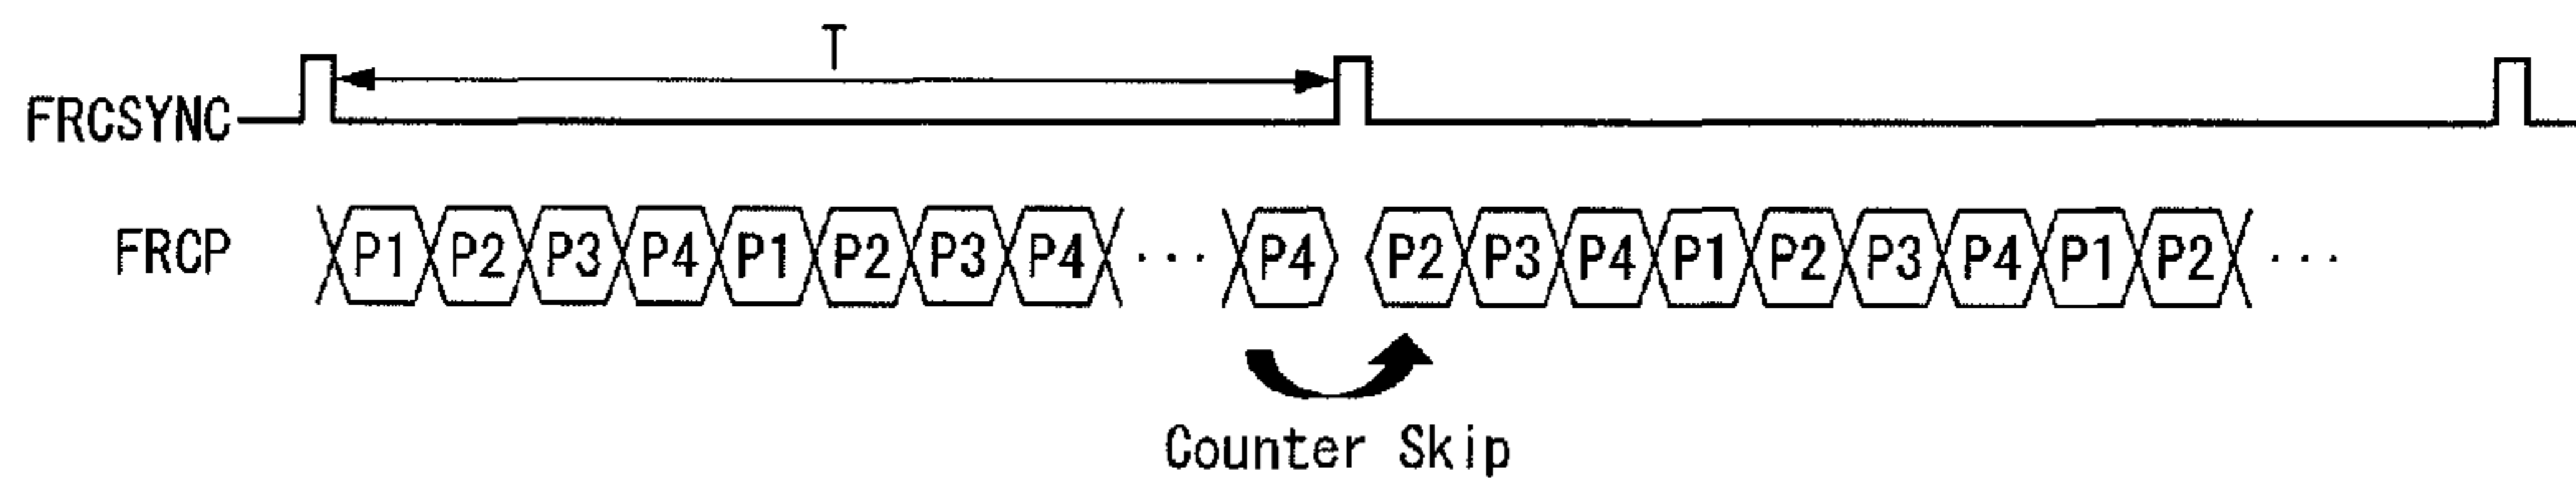 T
FRCSYNC
FRCP P1 P2 P3 P4 P1 P2 P3 P4 ... P4 P2 P3 P4 P1 P2 P3 P4 P1 P2 ...
Counter Skip